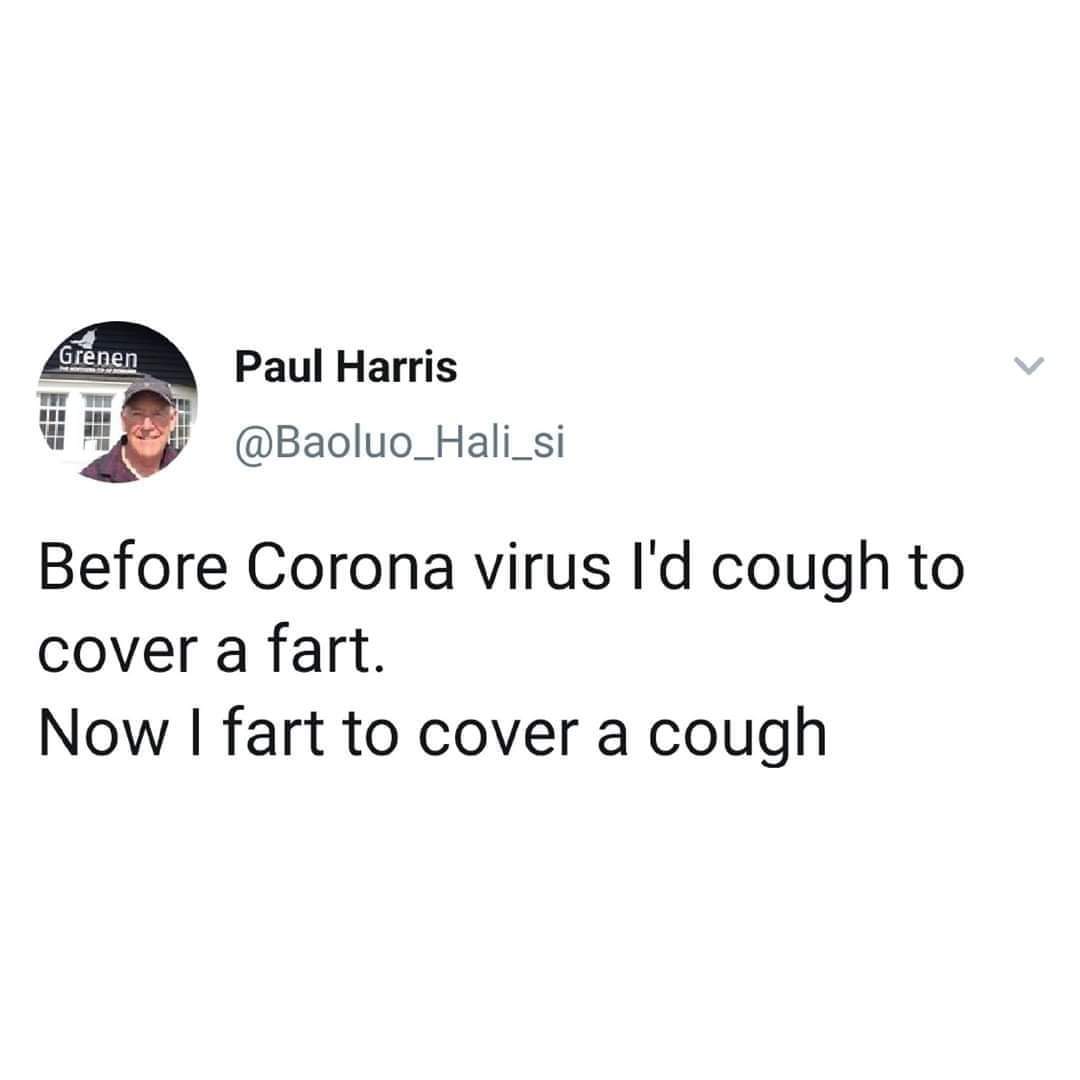 Grenen
Paul Harris
@Baoluo_Hali_si
Before Corona virus I'd cough to
cover a fart.
Now I fart to cover a cough